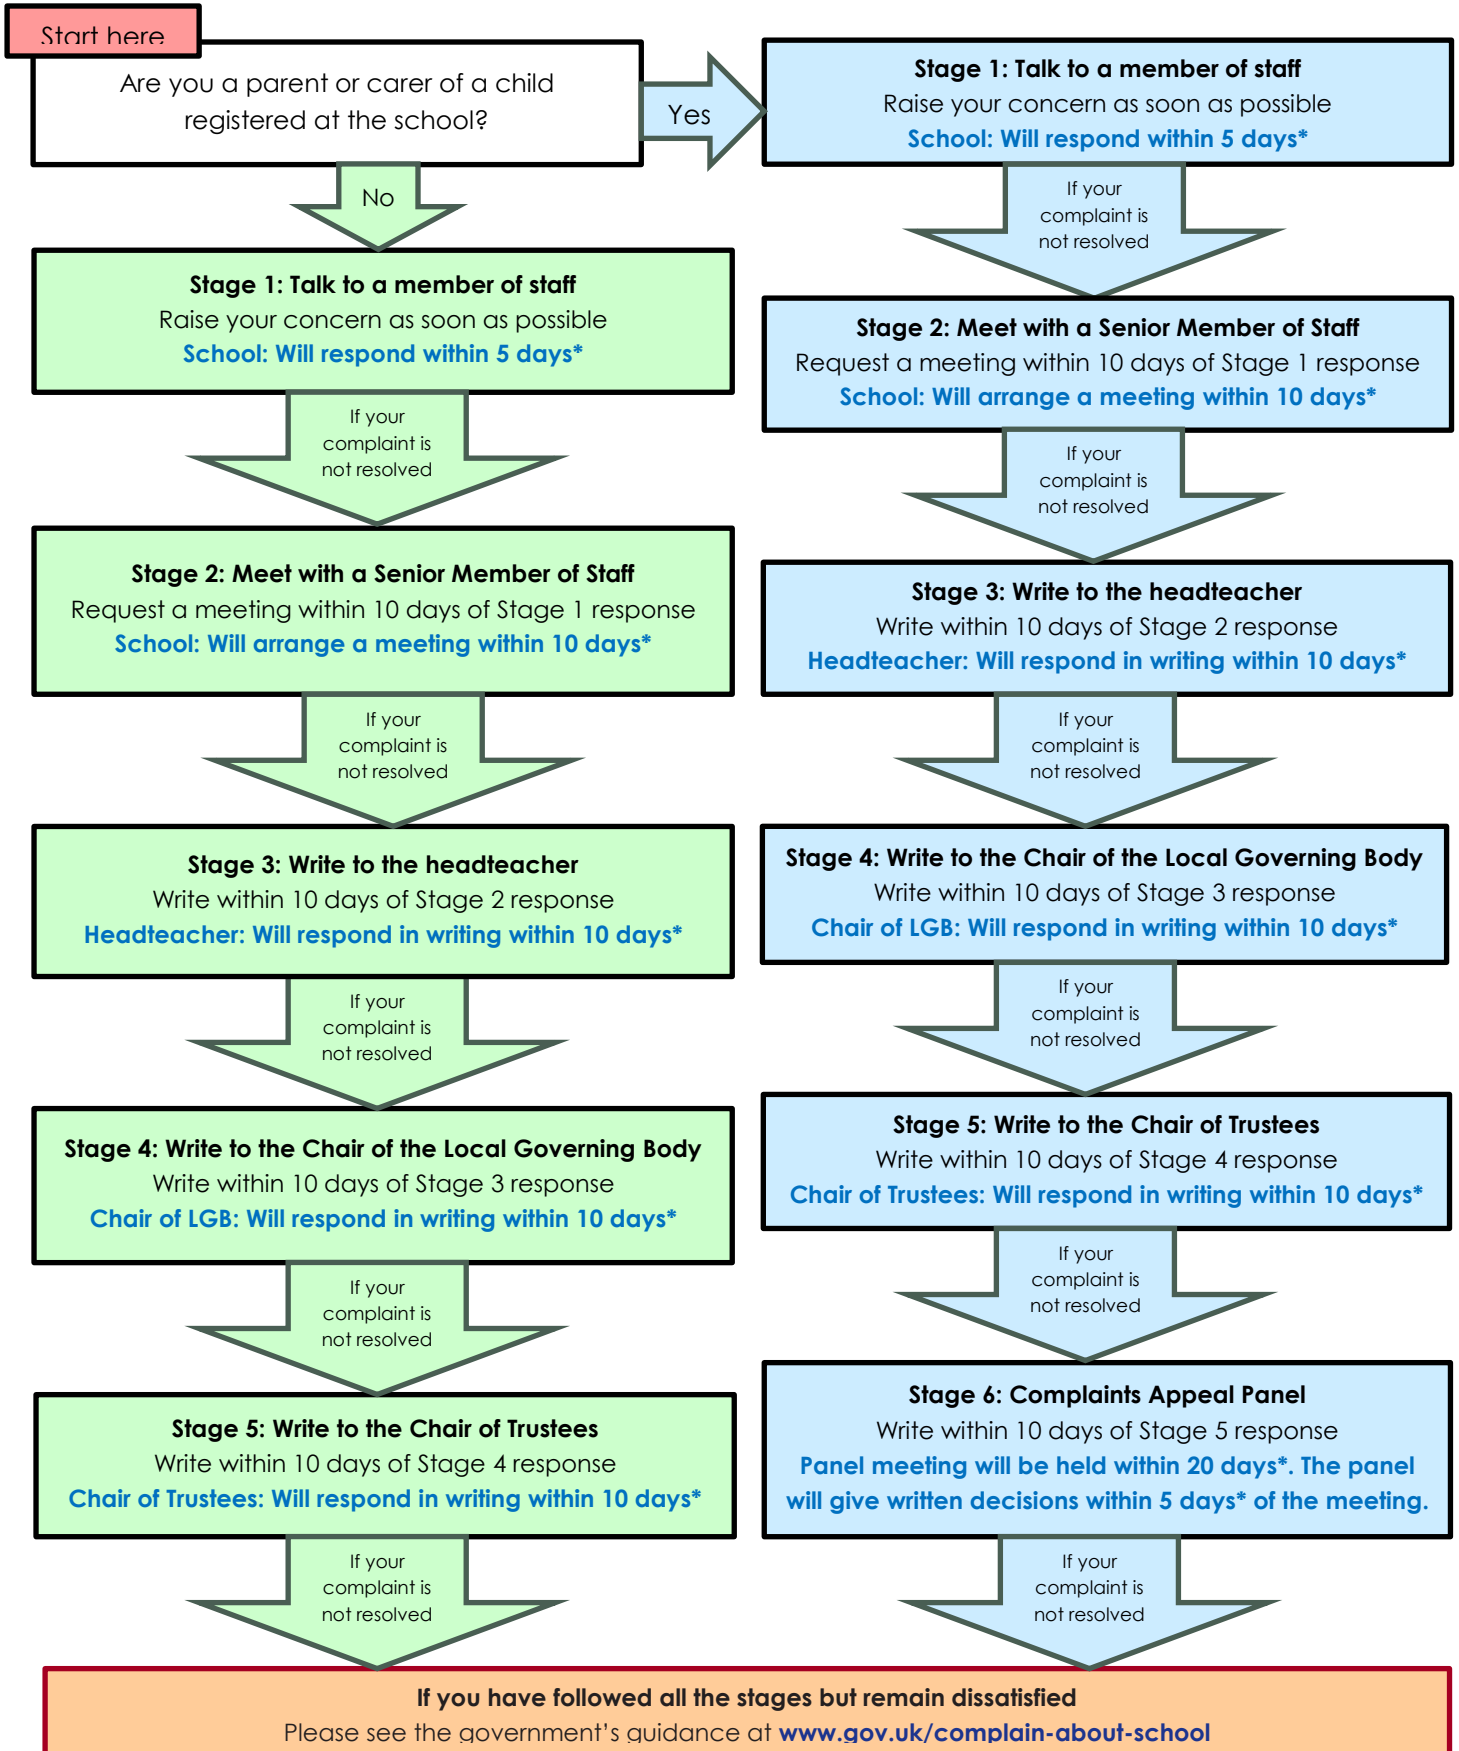 Start here
Are you a parent or carer of a child
registered at the school?
Yes
No
Stage 1: Talk to a member of staff
Raise your concern as soon as possible
School: Will respond within 5 days*
If your
complaint is
not resolved
Stage 2: Meet with a Senior Member of Staff
Request a meeting within 10 days of Stage 1 response
School: Will arrange a meeting within 10 days*
If your
complaint is
not resolved
Stage 3: Write to the headteacher
Write within 10 days of Stage 2 response
Headteacher: Will respond in writing within 10 days*
If your
complaint is
not resolved
Stage 4: Write to the Chair of the Local Governing Body
Write within 10 days of Stage 3 response
Chair of LGB: Will respond in writing within 10 days*
If your
complaint is
not resolved
Stage 5: Write to the Chair of Trustees
Write within 10 days of Stage 4 response
Chair of Trustees: Will respond in writing within 10 days*
If your
complaint is
not resolved
Stage 1: Talk to a member of staff
Raise your concern as soon as possible
School: Will respond within 5 days*
If your
complaint is
not resolved
Stage 2: Meet with a Senior Member of Staff
Request a meeting within 10 days of Stage 1 response
School: Will arrange a meeting within 10 days*
If your
complaint is
not resolved
Stage 3: Write to the headteacher
Write within 10 days of Stage 2 response
Headteacher: Will respond in writing within 10 days*
If your
complaint is
not resolved
Stage 4: Write to the Chair of the Local Governing Body
Write within 10 days of Stage 3 response
Chair of LGB: Will respond in writing within 10 days*
If your
complaint is
not resolved
Stage 5: Write to the Chair of Trustees
Write within 10 days of Stage 4 response
Chair of Trustees: Will respond in writing within 10 days*
If your
complaint is
not resolved
Stage 6: Complaints Appeal Panel
Write within 10 days of Stage 5 response
Panel meeting will be held within 20 days*. The panel
will give written decisions within 5 days* of the meeting.
If your
complaint is
not resolved
If you have followed all the stages but remain dissatisfied
Please see the government's guidance at www.gov.uk/complain-about-school